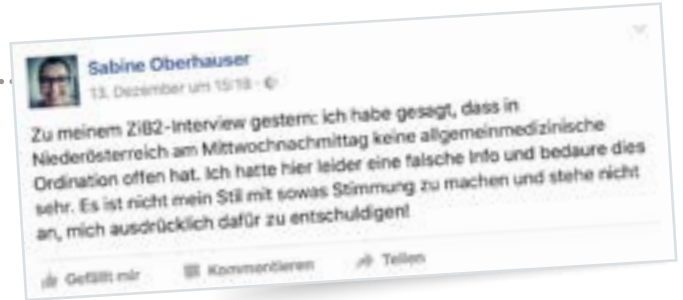 Sabine Oberhauser
13. Dezember um 15:18 ·
Zu meinem ZiB2-Interview gestern: ich habe gesagt, dass in
Niederösterreich am Mittwochnachmittag keine allgemeinmedizinische
Ordination offen hat. Ich hatte hier leider eine falsche Info und bedaure dies
sehr. Es ist nicht mein Stil mit sowas Stimmung zu machen und stehe nicht
an, mich ausdrücklich dafür zu entschuldigen!
Gefällt mir Kommentieren Teilen